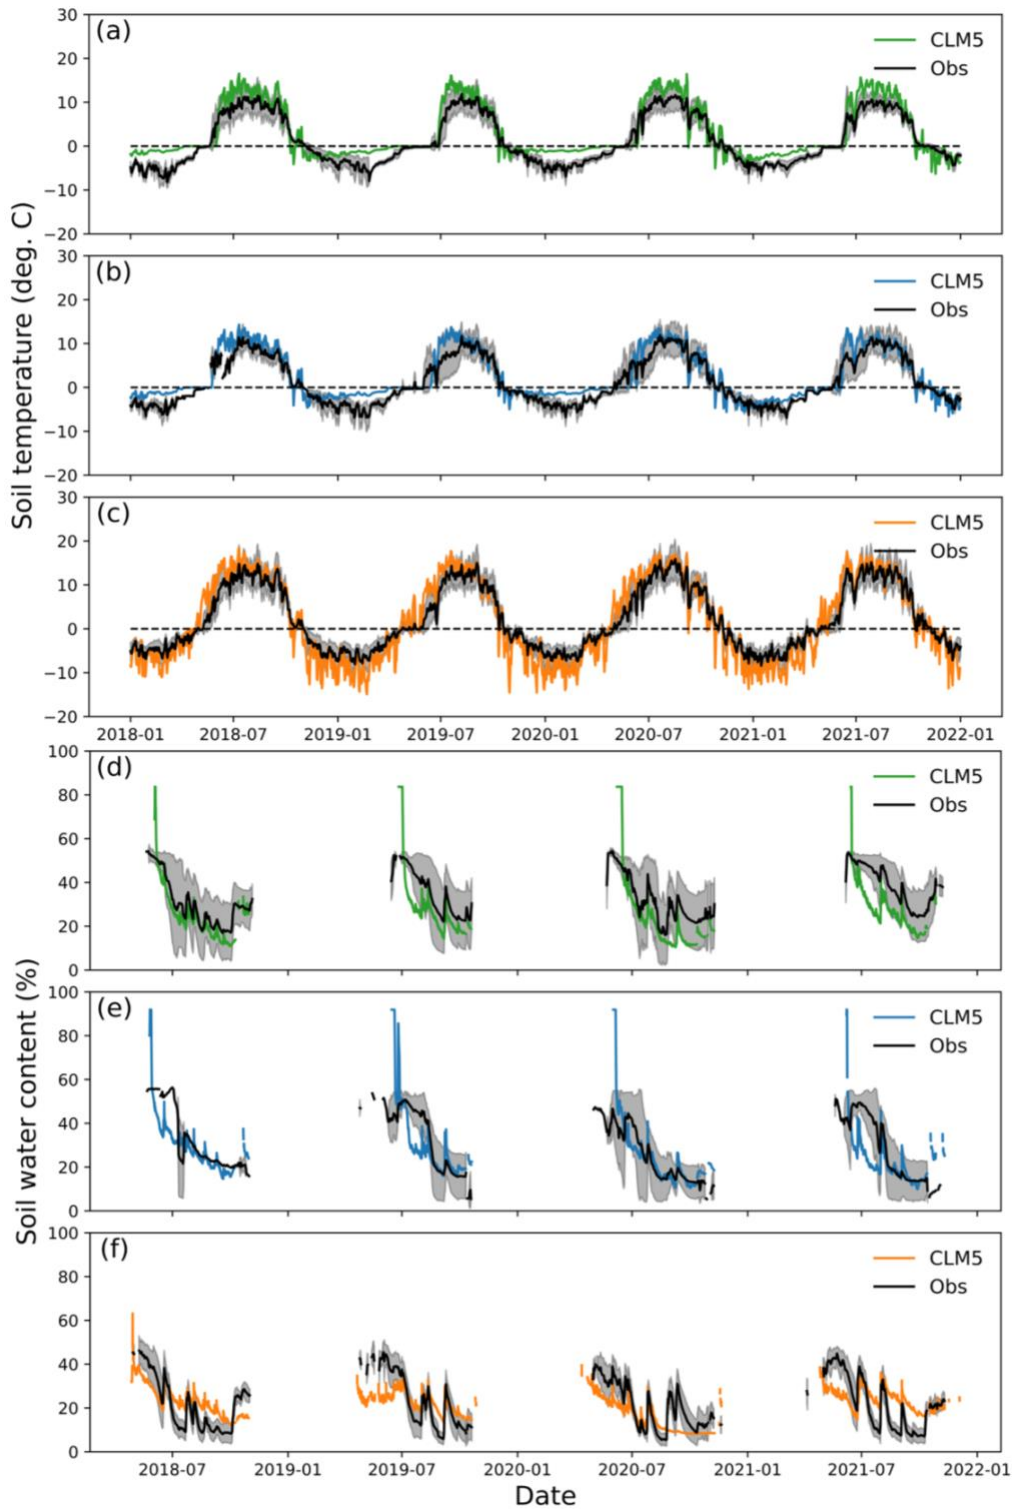 (a)
CLM5
Obs
30
20
10
0
−10
−20
(b)
CLM5
Obs
30
20
10
0
−10
−20
Soil temperature (deg. C)
(c)
CLM5
Obs
30
20
10
0
−10
−20
2018-01 2018-07 2019-01 2019-07 2020-01 2020-07 2021-01 2021-07 2022-01
(d)
CLM5
Obs
100
80
60
40
20
0
(e)
CLM5
Obs
100
80
60
40
20
0
Soil water content (%)
(f)
CLM5
Obs
100
80
60
40
20
0
2018-07 2019-01 2019-07 2020-01 2020-07 2021-01 2021-07 2022-01
Date